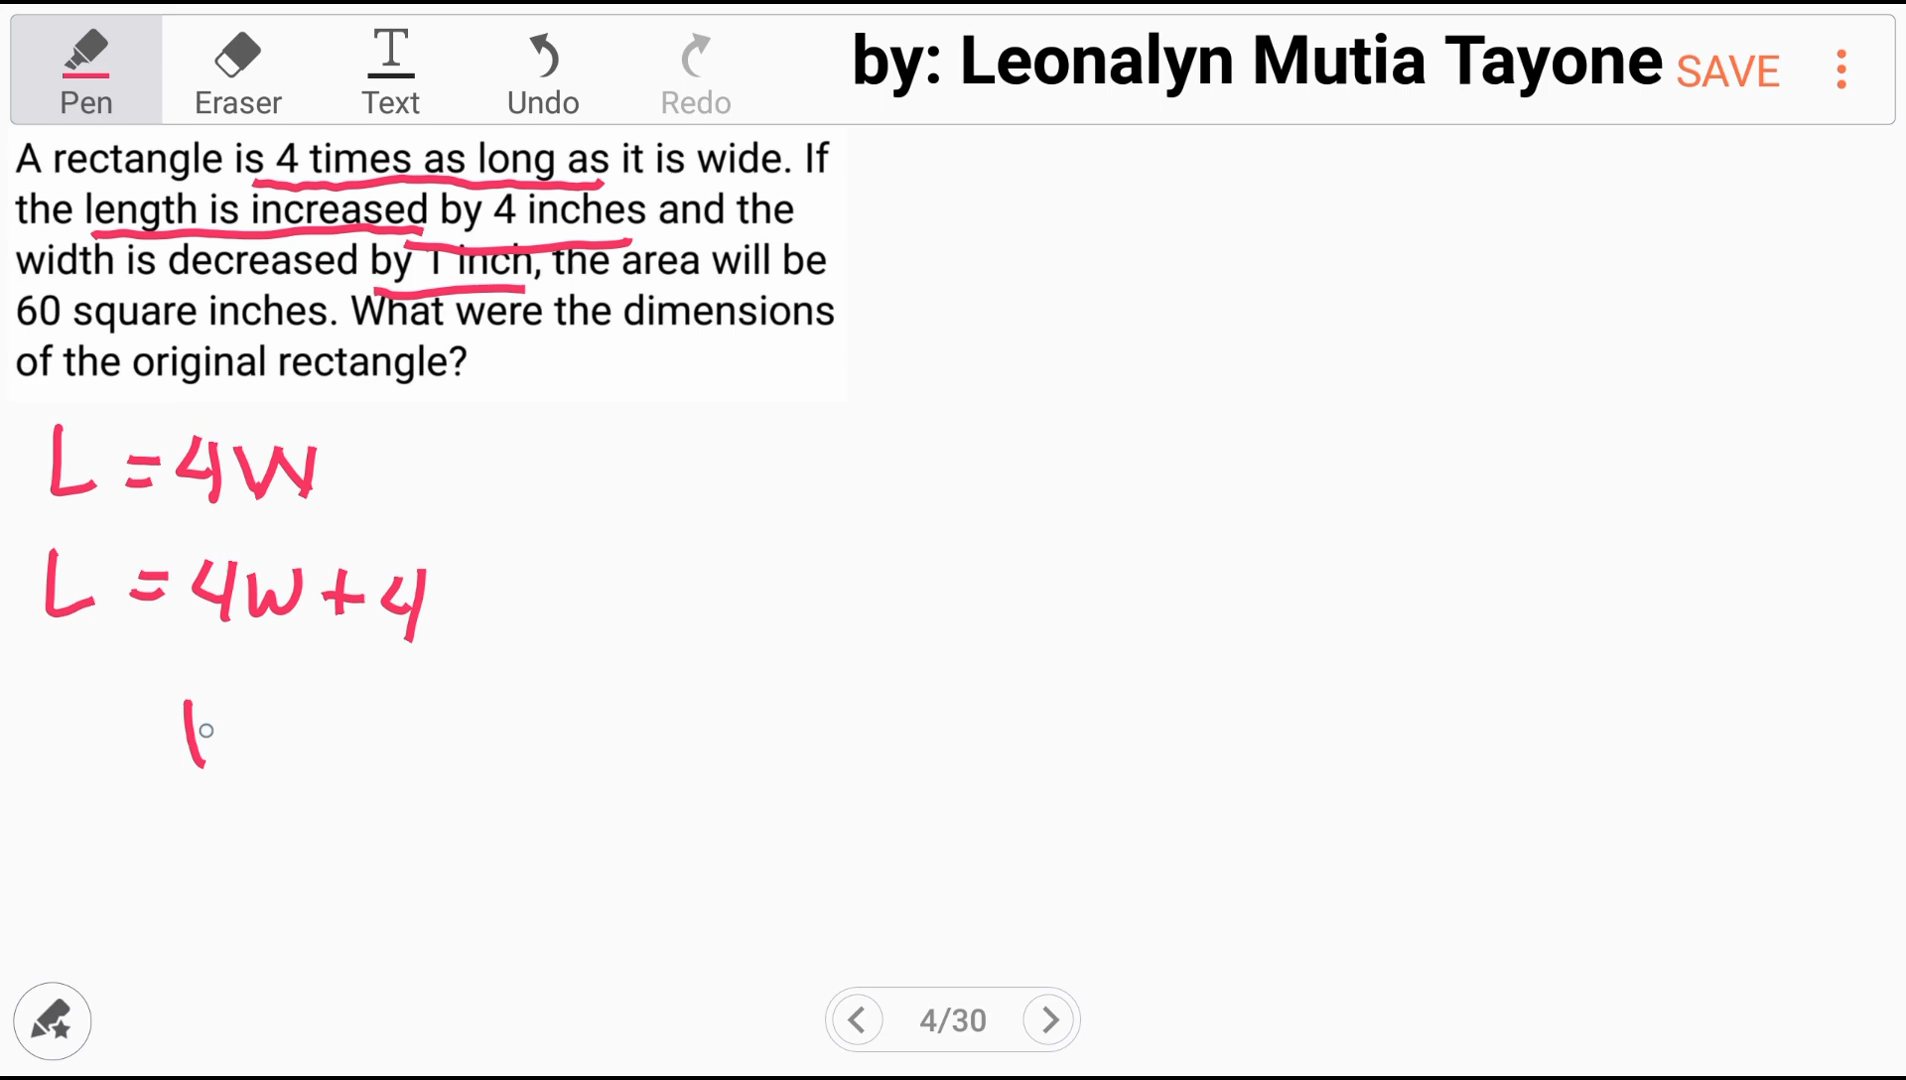 Pen
Eraser
Text
Undo
Redo
by: Leonalyn Mutia Tayone
SAVE
A rectangle is 4 times as long as it is wide. If
the length is increased by 4 inches and the
width is decreased by 1 inch, the area will be
60 square inches. What were the dimensions
of the original rectangle?
L = 4W
L = 4W + 4
4/30